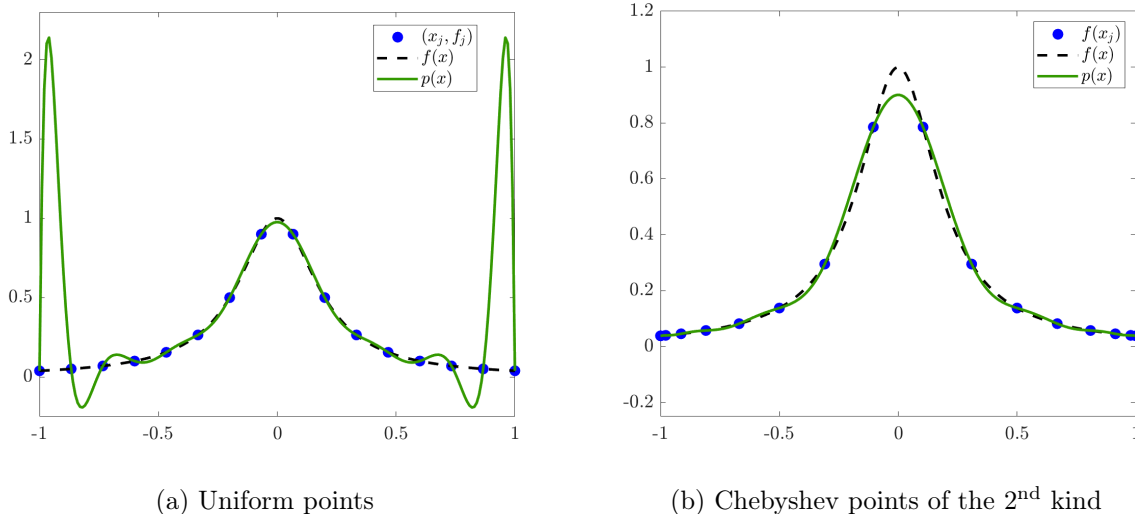 2
1.5
1
0.5
0
-1
-0.5
0
0.5
1
(x_j, f_j)
f(x)
p(x)
(a) Uniform points
1.2
1
0.8
0.6
0.4
0.2
0
-0.2
-1
-0.5
0
0.5
1
f(x_j)
f(x)
p(x)
(b) Chebyshev points of the 2nd kind